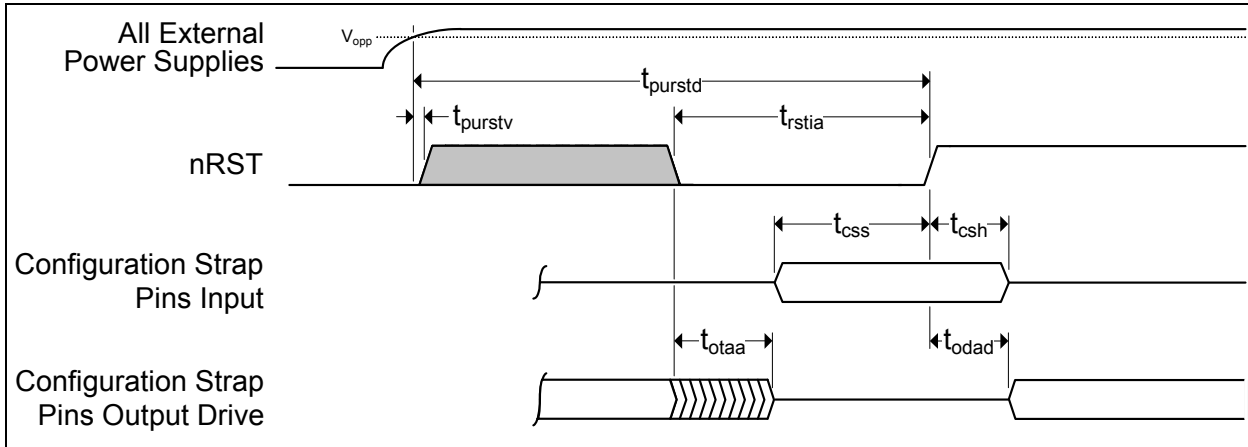 All External
Power Supplies
Vopp
tpurstd
tpurstv
trstia
nRST
tcss
tcsh
Configuration Strap
Pins Input
totaa
todad
Configuration Strap
Pins Output Drive